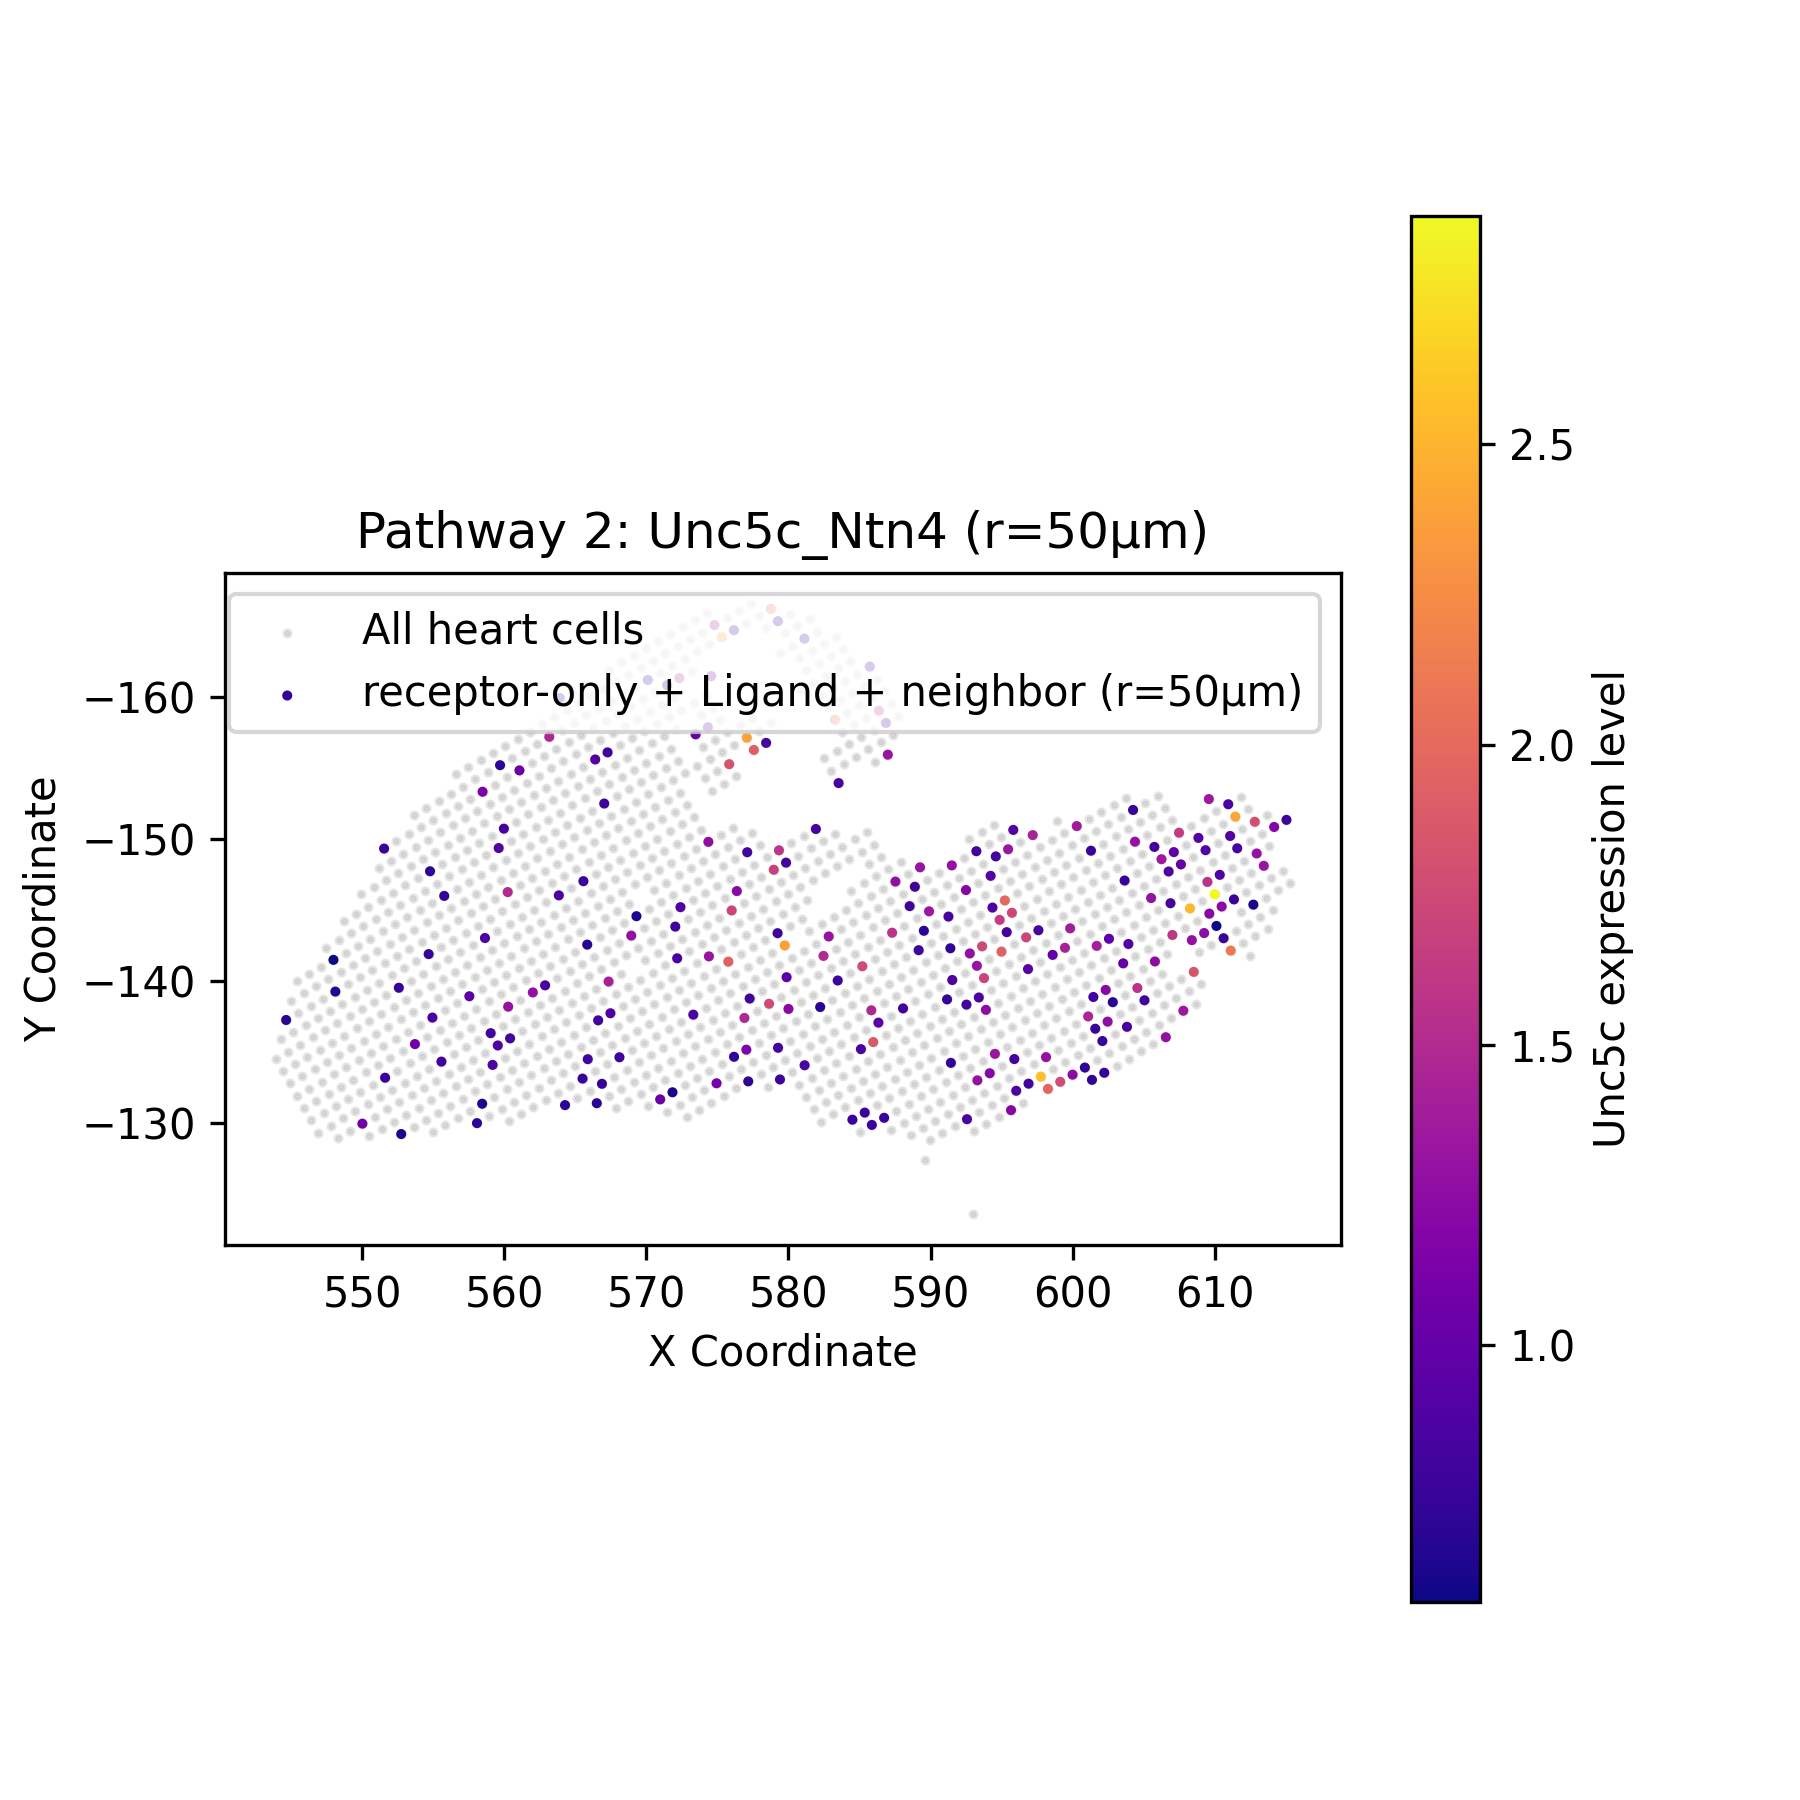 Pathway 2: Unc5c_Ntn4 (r=50μm)
All heart cells
receptor-only + Ligand + neighbor (r=50μm)
−160
−150
−140
−130
Y Coordinate
550 560 570 580 590 600 610
X Coordinate
2.5
2.0
1.5
1.0
Unc5c expression level